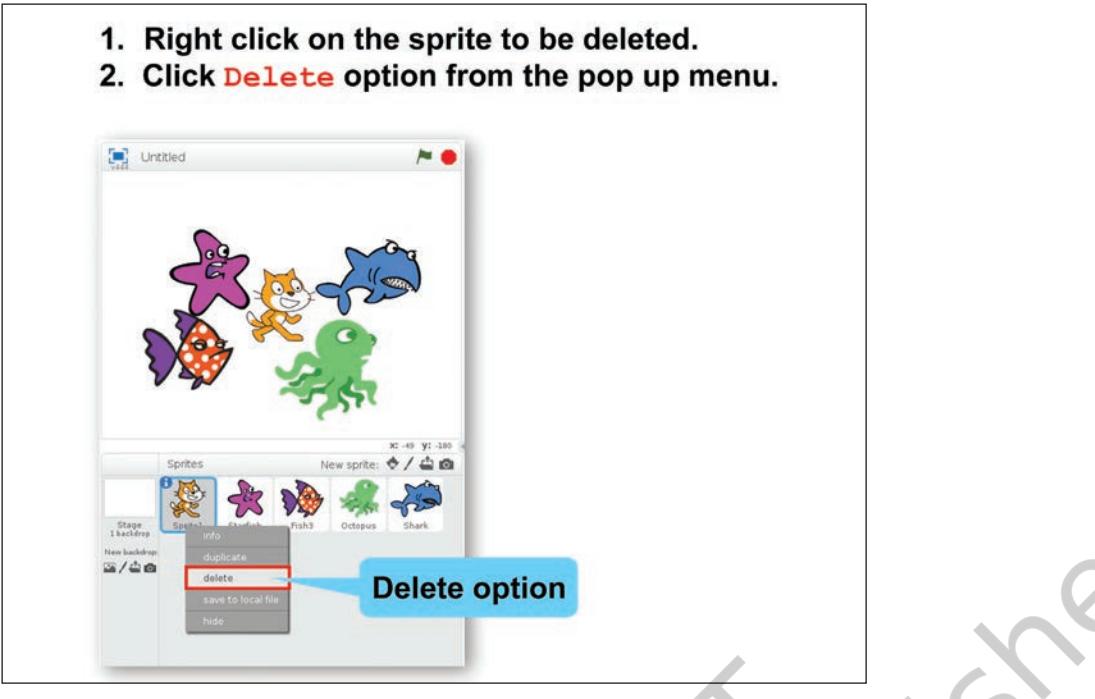 1. Right click on the sprite to be deleted.
2. Click Delete option from the pop up menu.
Untitled
v444
x: -49 y: -180
Sprites
New sprite:
Sprite1
Starfish
Fish3
Octopus
Shark
Stage
1 backdrop
New backdrop
info
duplicate
delete
save to local file
hide
Delete option